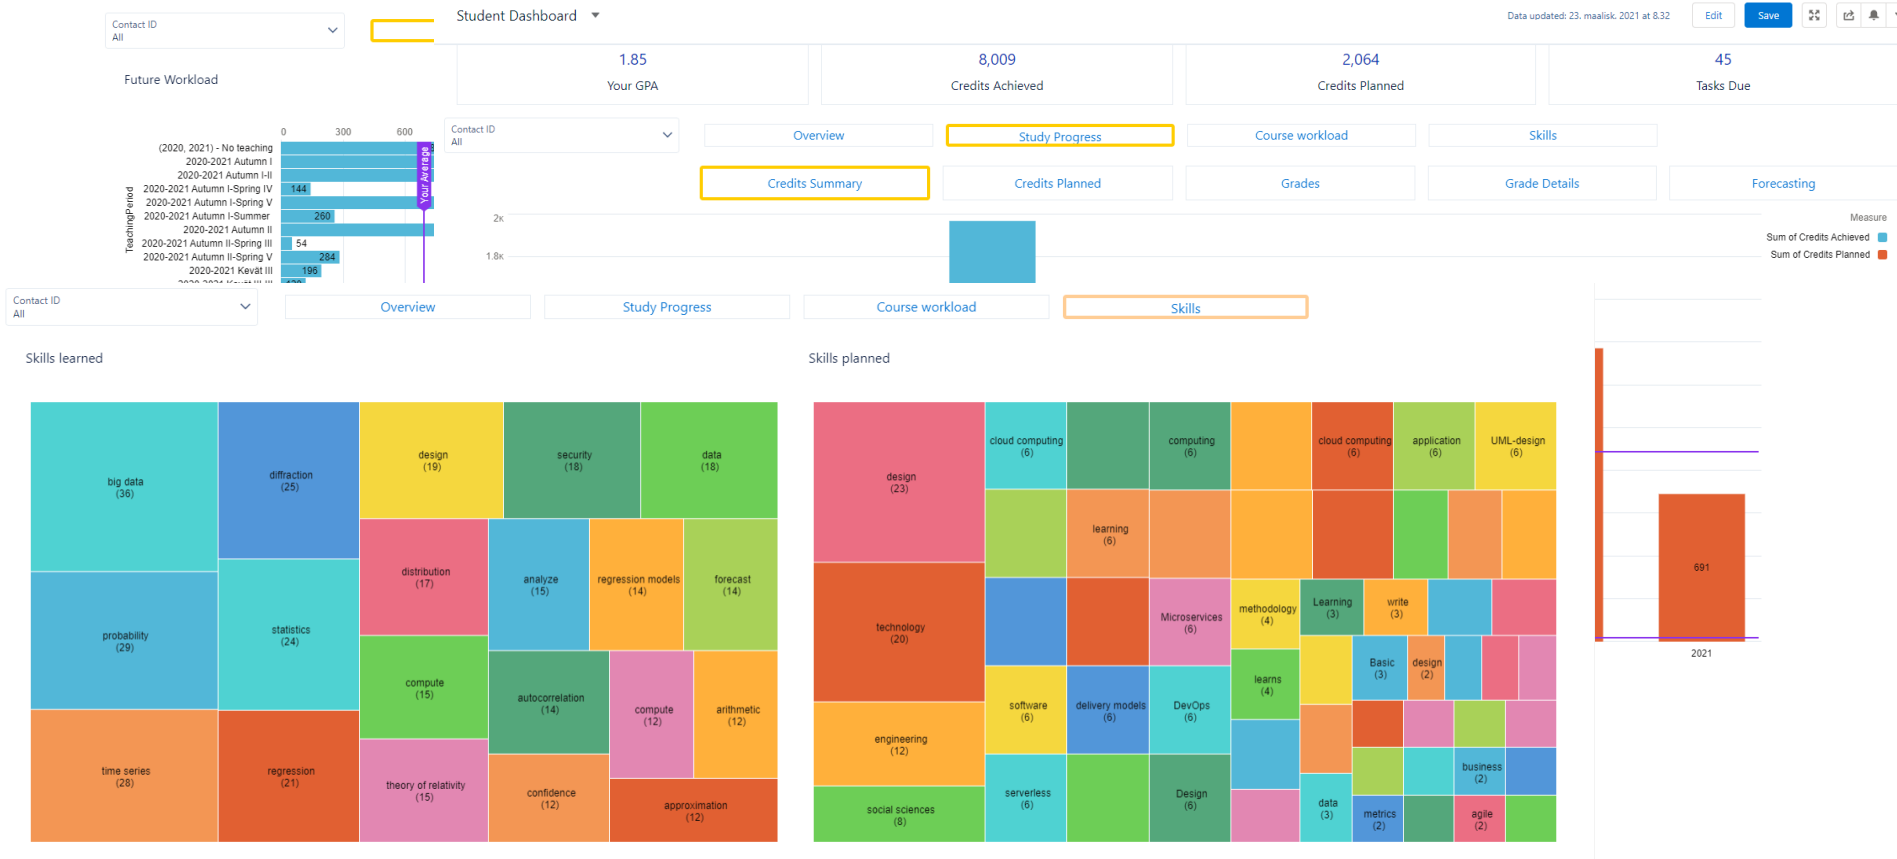 Contact ID
All
Student Dashboard
Data updated: 23. maalisk. 2021 at 8.32
Edit
Save
1.85
Your GPA
8,009
Credits Achieved
2,064
Credits Planned
45
Tasks Due
Future Workload
0 300 600
TeachingPeriod
(2020, 2021) - No teaching
2020-2021 Autumn I
2020-2021 Autumn I-II
2020-2021 Autumn I-Spring IV 144
2020-2021 Autumn I-Spring V
2020-2021 Autumn I-Summer 260
2020-2021 Autumn II
2020-2021 Autumn II-Spring III 54
2020-2021 Autumn II-Spring V 284
2020-2021 Kevät III 196
Your Average
Contact ID
All
Overview
Study Progress
Course workload
Skills
Credits Summary
Credits Planned
Grades
Grade Details
Forecasting
2K
1.8K
Measure
Sum of Credits Achieved
Sum of Credits Planned
Contact ID
All
Overview
Study Progress
Course workload
Skills
Skills learned
big data
(36)
probability
(29)
time series
(28)
diffraction
(25)
statistics
(24)
regression
(21)
design
(19)
security
(18)
data
(18)
distribution
(17)
analyze
(15)
regression models
(14)
forecast
(14)
compute
(15)
autocorrelation
(14)
compute
(12)
arithmetic
(12)
theory of relativity
(15)
confidence
(12)
approximation
(12)
Skills planned
design
(23)
technology
(20)
engineering
(12)
social sciences
(8)
cloud computing
(6)
computing
(6)
cloud computing
(6)
application
(6)
UML-design
(6)
learning
(6)
Microservices
(6)
methodology
(4)
Learning
(3)
write
(3)
learns
(4)
Basic
(3)
design
(2)
software
(6)
delivery models
(6)
DevOps
(6)
serverless
(6)
Design
(6)
data
(3)
business
(2)
metrics
(2)
agile
(2)
691
2021